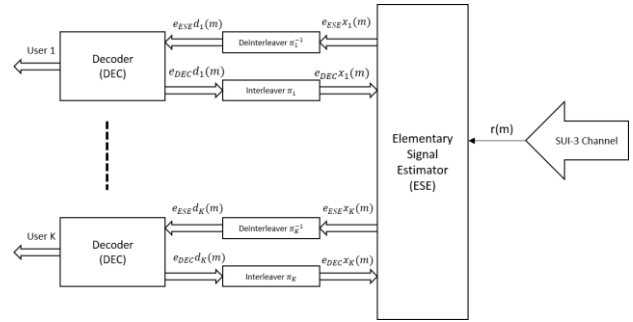 e_{ESE}d_1(m) e_{ESE}x_1(m)
User 1
Decoder
(DEC)
Deinterleaver π_1^{-1}
e_{DEC}d_1(m) e_{DEC}x_1(m)
Interleaver π_1
Elementary
Signal
Estimator
(ESE)
r(m)
SUI-3 Channel
e_{ESE}d_K(m) e_{ESE}x_K(m)
User K
Decoder
(DEC)
Deinterleaver π_K^{-1}
e_{DEC}d_K(m) e_{DEC}x_K(m)
Interleaver π_K